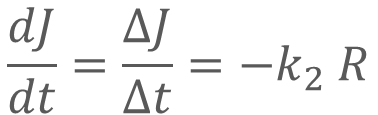 dJ/dt = ΔJ/Δt = −k₂ R